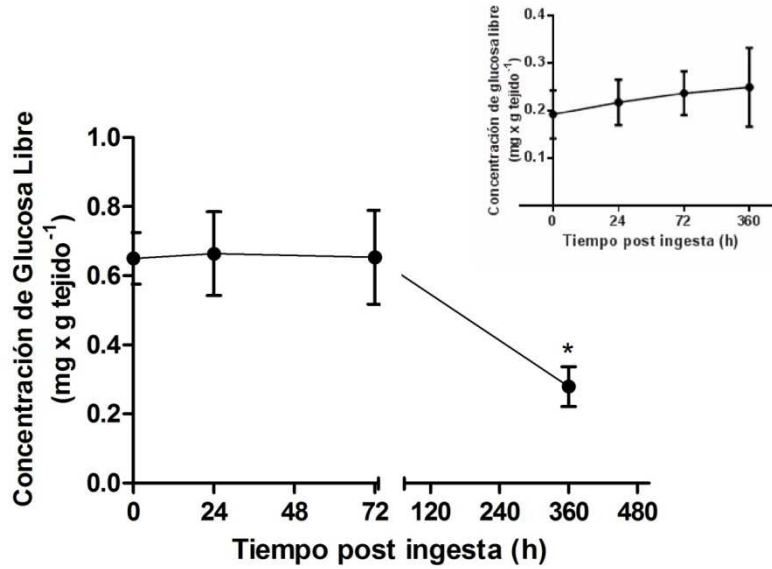 Concentración de glucosa libre
(mg x g tejido⁻¹)
0.4
0.3
0.2
0.1
0 24 72 360
Tiempo post ingesta (h)
Concentración de Glucosa Libre
(mg x g tejido⁻¹)
1.0
0.8
0.6
0.4
0.2
0.0
*
0 24 48 72 120 240 360 480
Tiempo post ingesta (h)